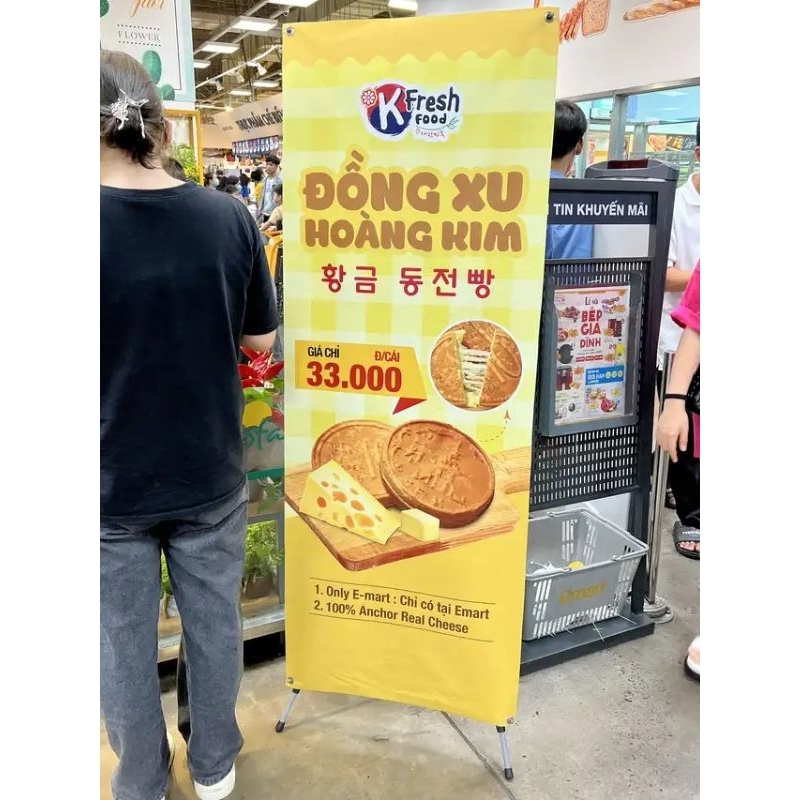 FLOWER
K Fresh
Food
ĐỒNG XU
HOÀNG KIM
황금 동전빵
GIÁ CHỈ Đ/CÁI
33.000
1. Only E-mart : Chỉ có tại Emart
2. 100% Anchor Real Cheese
TIN KHUYẾN MÃI
BẾP
GIA
ĐÌNH
emart